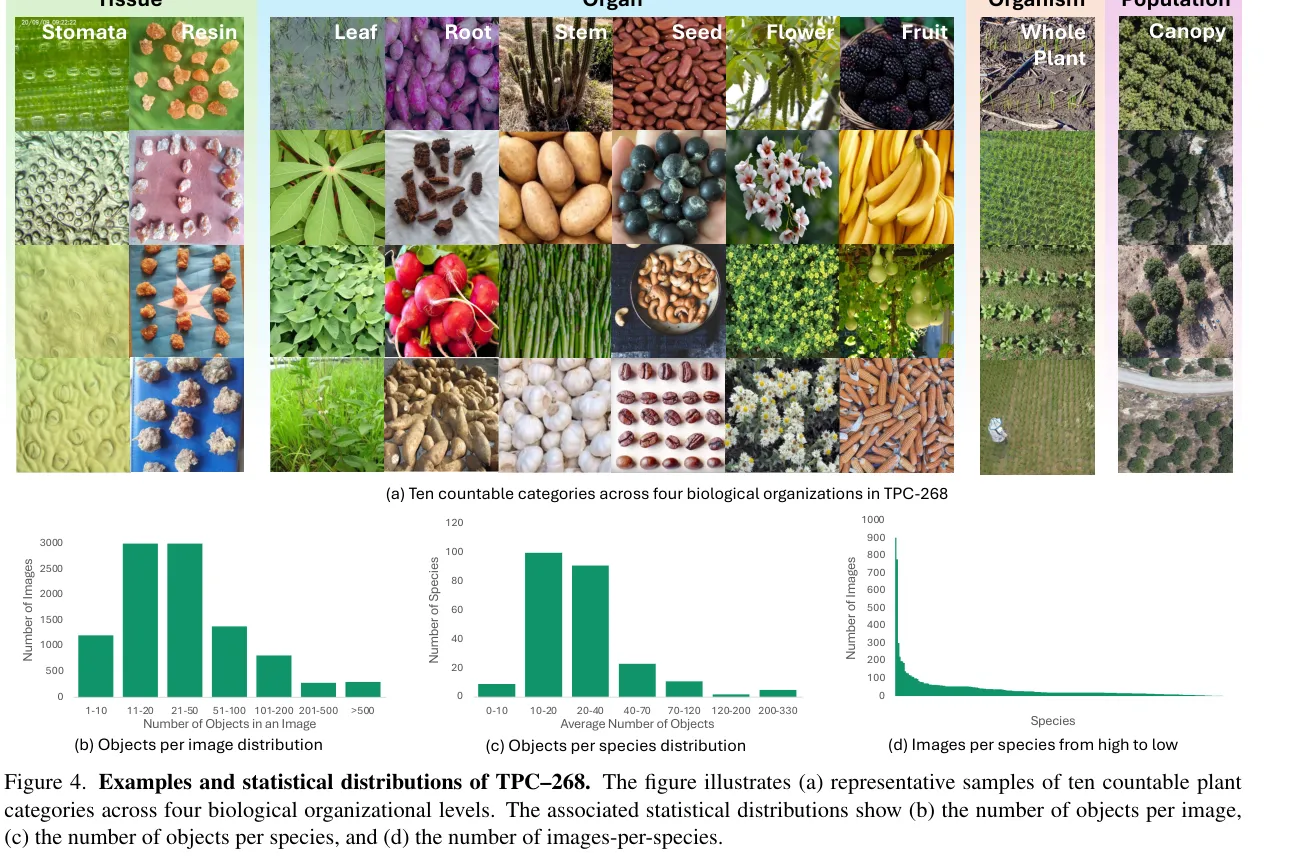 Tissue
Organ
Organism
Population
20/09/09 09:22:22
Stomata
Resin
Leaf
Root
Stem
Seed
Flower
Fruit
Whole
Plant
Canopy
(a) Ten countable categories across four biological organizations in TPC-268
Number of Images
3000
2500
2000
1500
1000
500
0
1-10 11-20 21-50 51-100 101-200 201-500 >500
Number of Objects in an Image
(b) Objects per image distribution
Number of Species
120
100
80
60
40
20
0
0-10 10-20 20-40 40-70 70-120 120-200 200-330
Average Number of Objects
(c) Objects per species distribution
Number of Images
1000
900
800
700
600
500
400
300
200
100
0
Species
(d) Images per species from high to low
Figure 4. Examples and statistical distributions of TPC–268. The figure illustrates (a) representative samples of ten countable plant
categories across four biological organizational levels. The associated statistical distributions show (b) the number of objects per image,
(c) the number of objects per species, and (d) the number of images-per-species.